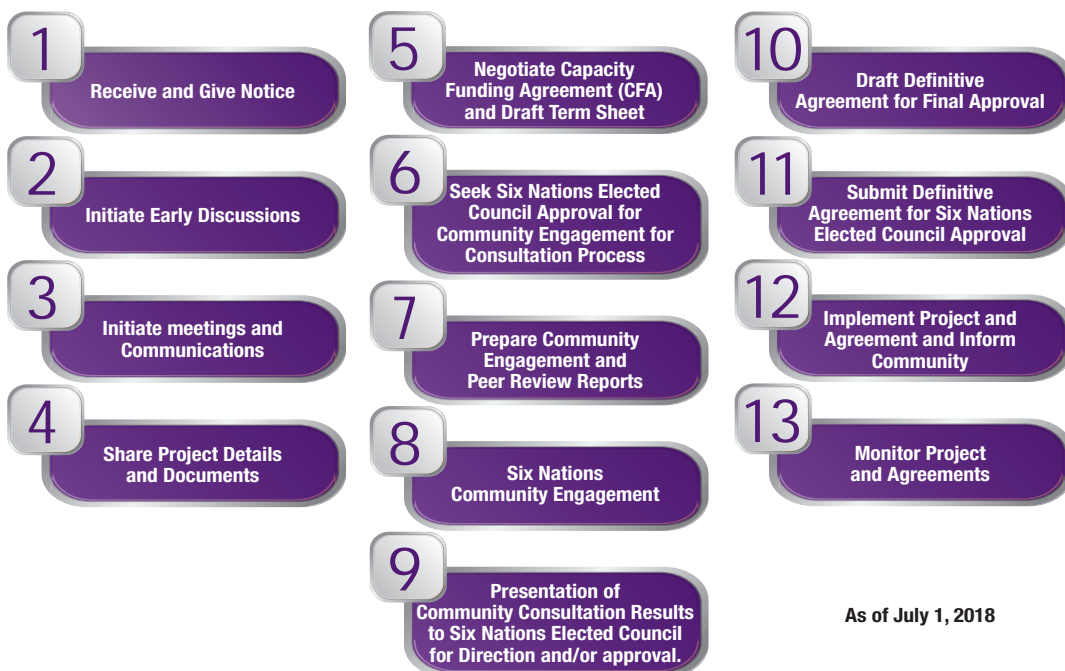 1
Receive and Give Notice
2
Initiate Early Discussions
3
Initiate meetings and
Communications
4
Share Project Details
and Documents
5
Negotiate Capacity
Funding Agreement (CFA)
and Draft Term Sheet
6
Seek Six Nations Elected
Council Approval for
Community Engagement for
Consultation Process
7
Prepare Community
Engagement and
Peer Review Reports
8
Six Nations
Community Engagement
9
Presentation of
Community Consultation Results
to Six Nations Elected Council
for Direction and/or approval.
10
Draft Definitive
Agreement for Final Approval
11
Submit Definitive
Agreement for Six Nations
Elected Council Approval
12
Implement Project and
Agreement and Inform
Community
13
Monitor Project
and Agreements
As of July 1, 2018